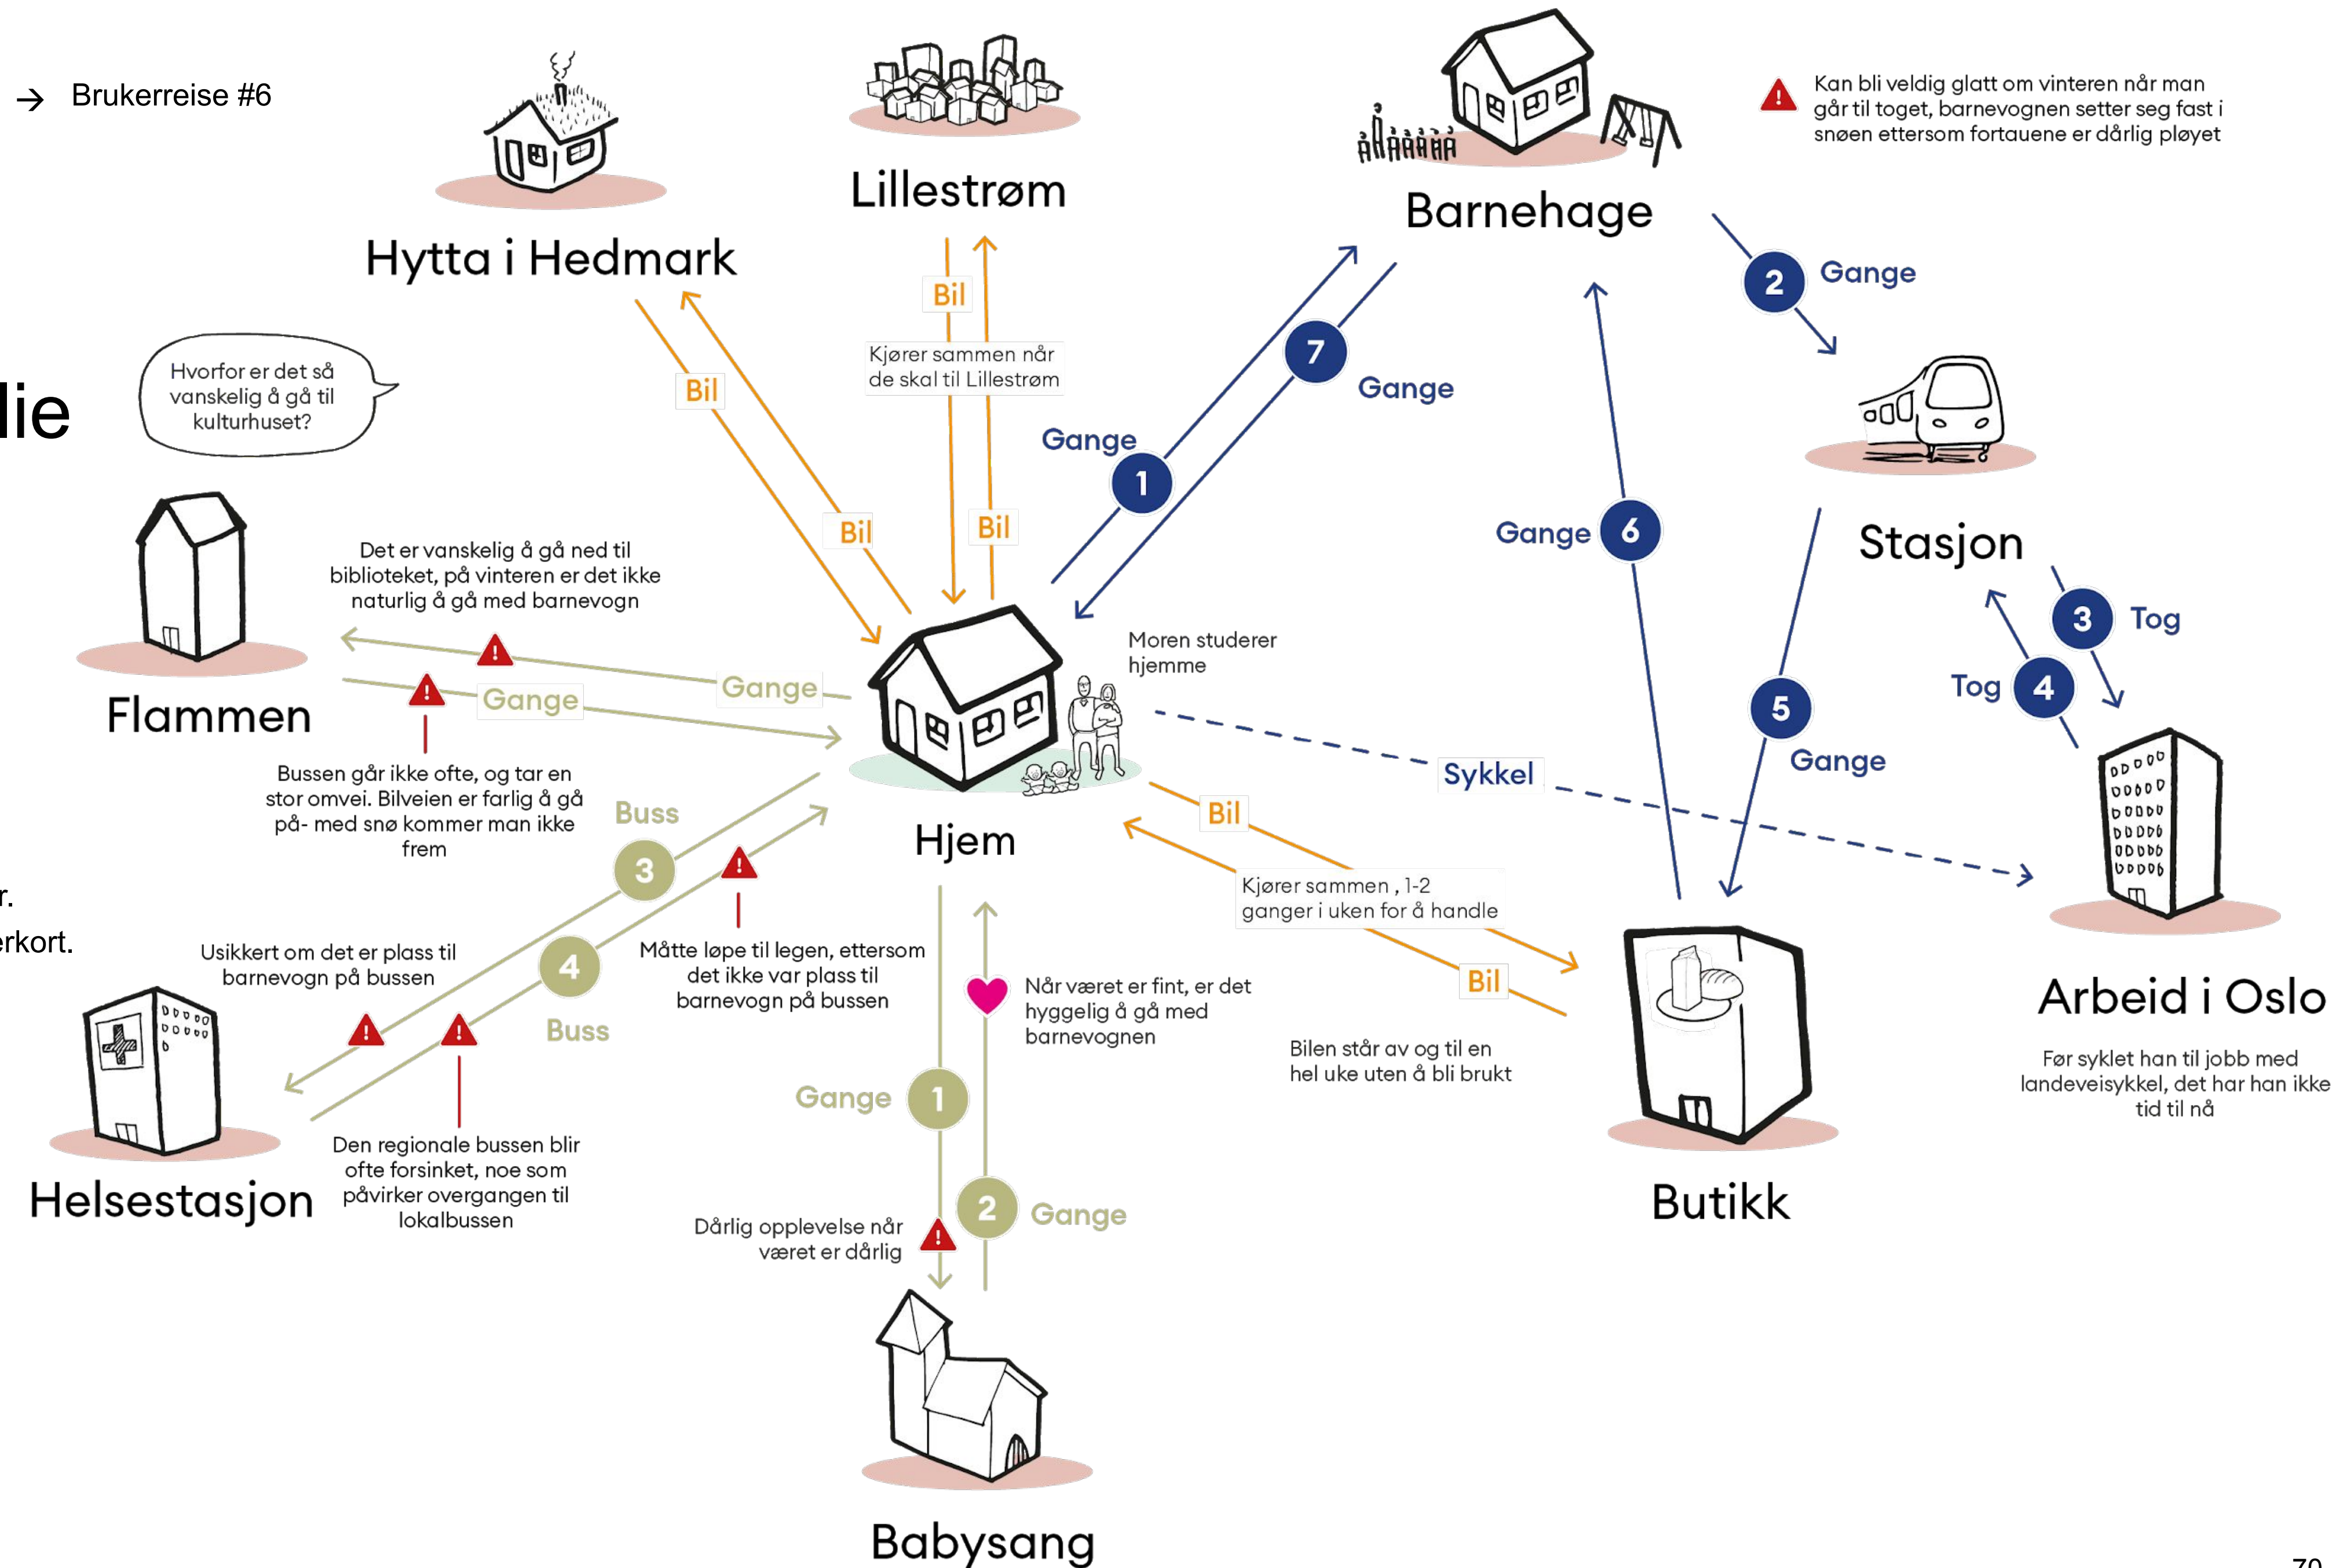 → Brukerreise #6
Hytta i Hedmark
Lillestrøm
Barnehage
Kan bli veldig glatt om vinteren når man
går til toget, barnevognen setter seg fast i
snøen ettersom fortauene er dårlig pløyet
2 Gange
Bil
Kjører sammen når
de skal til Lillestrøm
Bil
Bil
Bil
7
Gange
Gange
1
Hvorfor er det så
vanskelig å gå til
kulturhuset?
lie
Gange 6
Stasjon
3 Tog
Tog 4
5
Gange
Det er vanskelig å gå ned til
biblioteket, på vinteren er det ikke
naturlig å gå med barnevogn
Gange
Gange
Flammen
Bussen går ikke ofte, og tar en
stor omvei. Bilveien er farlig å gå
på- med snø kommer man ikke
frem
Moren studerer
hjemme
Sykkel
Hjem
Bil
Kjører sammen , 1-2
ganger i uken for å handle
Bil
Bilen står av og til en
hel uke uten å bli brukt
Arbeid i Oslo
Før syklet han til jobb med
landeveisykkel, det har han ikke
tid til nå
Butikk
r.
erkort.
Buss
3
4
Buss
Usikkert om det er plass til
barnevogn på bussen
Måtte løpe til legen, ettersom
det ikke var plass til
barnevogn på bussen
Den regionale bussen blir
ofte forsinket, noe som
påvirker overgangen til
lokalbussen
Helsestasjon
Når været er fint, er det
hyggelig å gå med
barnevognen
Gange 1
2 Gange
Dårlig opplevelse når
været er dårlig
Babysang
70